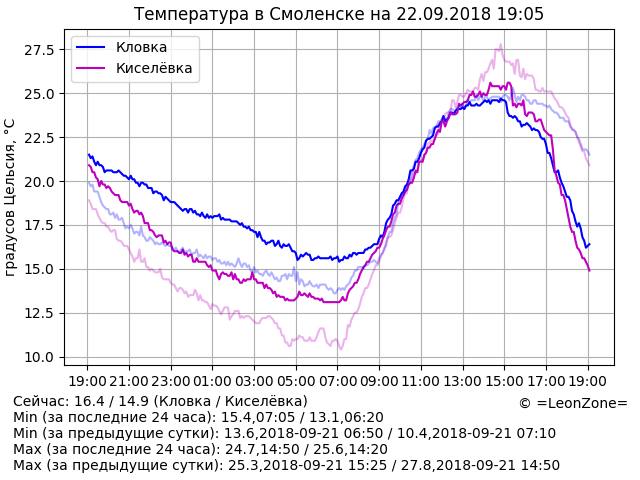 Температура в Смоленске на 22.09.2018 19:05
27.5
25.0
22.5
20.0
17.5
15.0
12.5
10.0
градусов Цельсия, °C
Кловка
Киселёвка
19:00 21:00 23:00 01:00 03:00 05:00 07:00 09:00 11:00 13:00 15:00 17:00 19:00
Сейчас: 16.4 / 14.9 (Кловка / Киселёвка)
© =LeonZone=
Min (за последние 24 часа): 15.4,07:05 / 13.1,06:20
Min (за предыдущие сутки): 13.6,2018-09-21 06:50 / 10.4,2018-09-21 07:10
Max (за последние 24 часа): 24.7,14:50 / 25.6,14:20
Max (за предыдущие сутки): 25.3,2018-09-21 15:25 / 27.8,2018-09-21 14:50